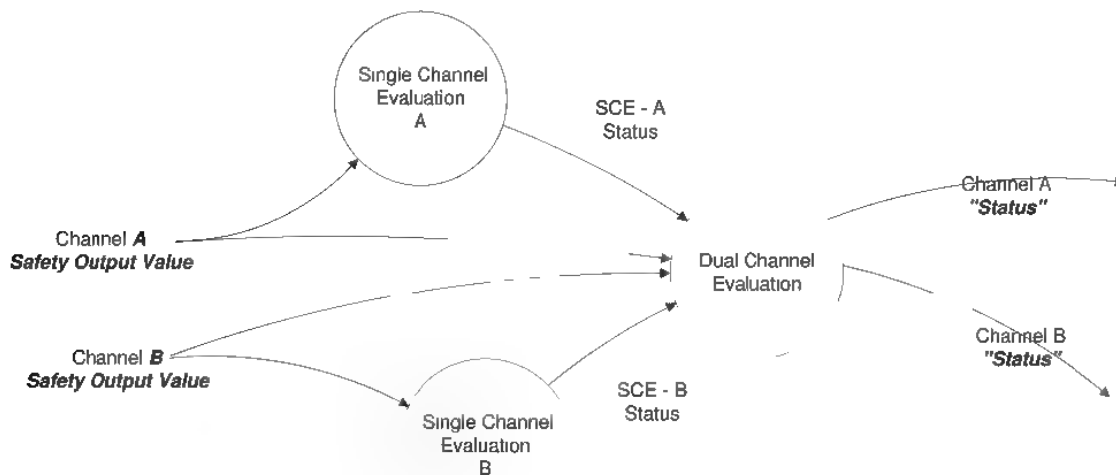 Single Channel
Evaluation
A
SCE - A
Status
Channel A
"Status"
Channel A
Safety Output Value
Dual Channel
Evaluation
Channel B
Safety Output Value
Channel B
"Status"
SCE - B
Status
Single Channel
Evaluation
B